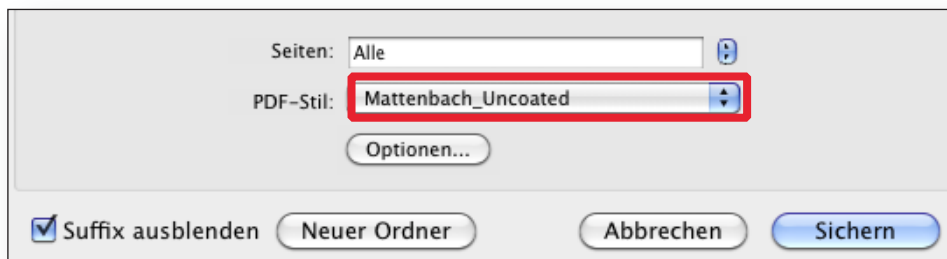 Seiten: Alle
PDF-Stil: Mattenbach_Uncoated
Optionen...
Suffix ausblenden Neuer Ordner Abbrechen Sichern